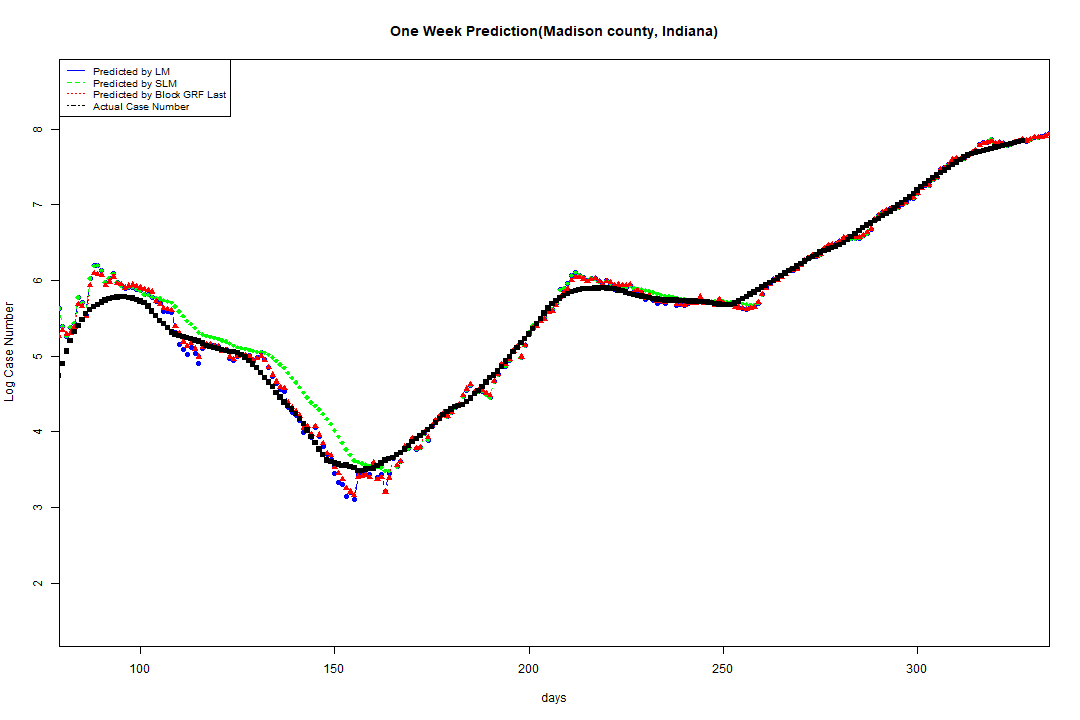 One Week Prediction(Madison county, Indiana)
Predicted by LM
Predicted by SLM
Predicted by Block GRF Last
Actual Case Number
Log Case Number
8
7
6
5
4
3
2
100 150 200 250 300
days